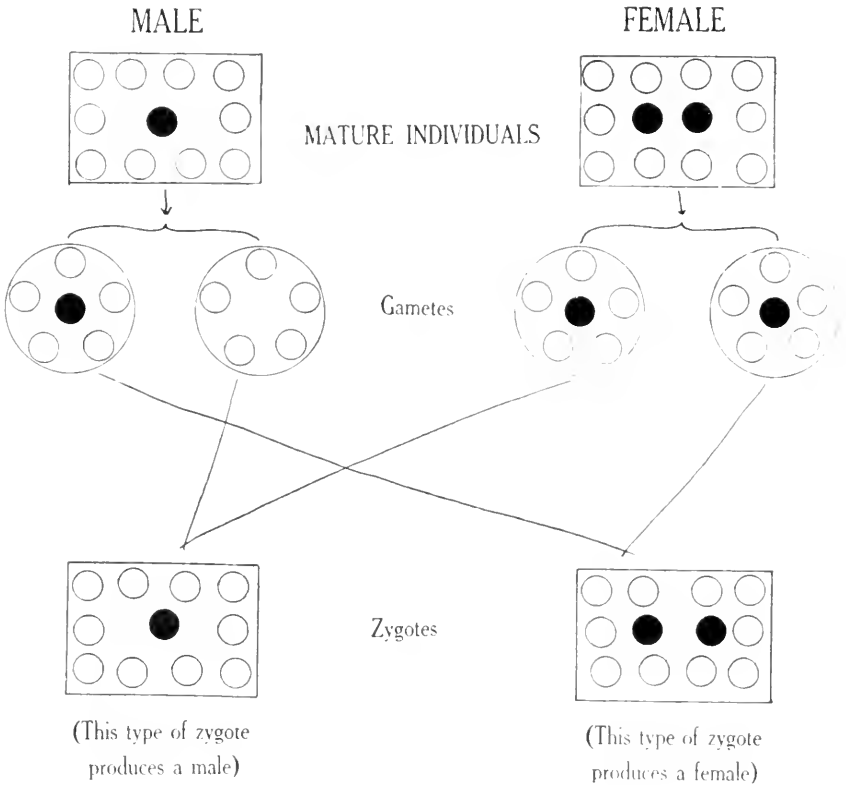 MALE
FEMALE
MATURE INDIVIDUALS
Gametes
Zygotes
(This type of zygote
produces a male)
(This type of zygote
produces a female)